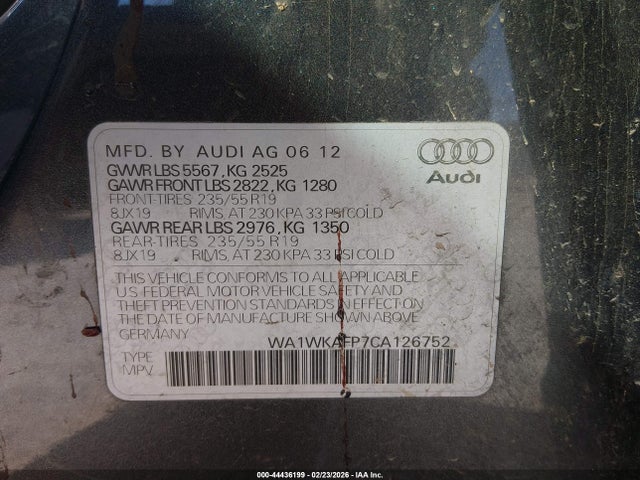 MFD. BY AUDI AG 06 12
GVWR LBS 5567, KG 2525
GAWR FRONT LBS 2822, KG 1280
FRONT-TIRES 235/55 R19
8JX19 RIMS, AT 230 KPA 33 PSI COLD
GAWR REAR LBS 2976, KG 1350
REAR-TIRES 235/55 R19
8JX19 RIMS, AT 230 KPA 33 PSI COLD
Audi
THIS VEHICLE CONFORMS TO ALL APPLICABLE
U.S. FEDERAL MOTOR VEHICLE SAFETY AND
THEFT PREVENTION STANDARDS IN EFFECT ON
THE DATE OF MANUFACTURE SHOWN ABOVE
GERMANY
WA1WKAFP7CA126752
TYPE
MPV
000-44436199 - 02/23/2026 - © IAA Inc.